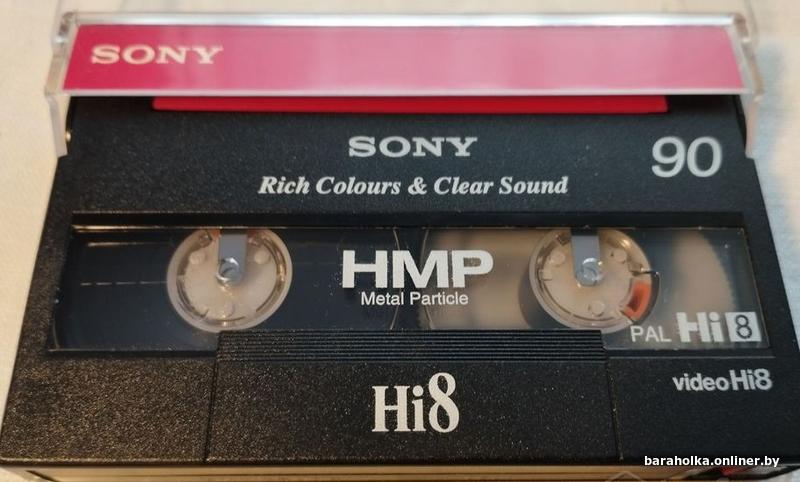 SONY
SONY
90
Rich Colours & Clear Sound
HMP
Metal Particle
PAL Hi8
video Hi8
Hi8
baraholka.onliner.by